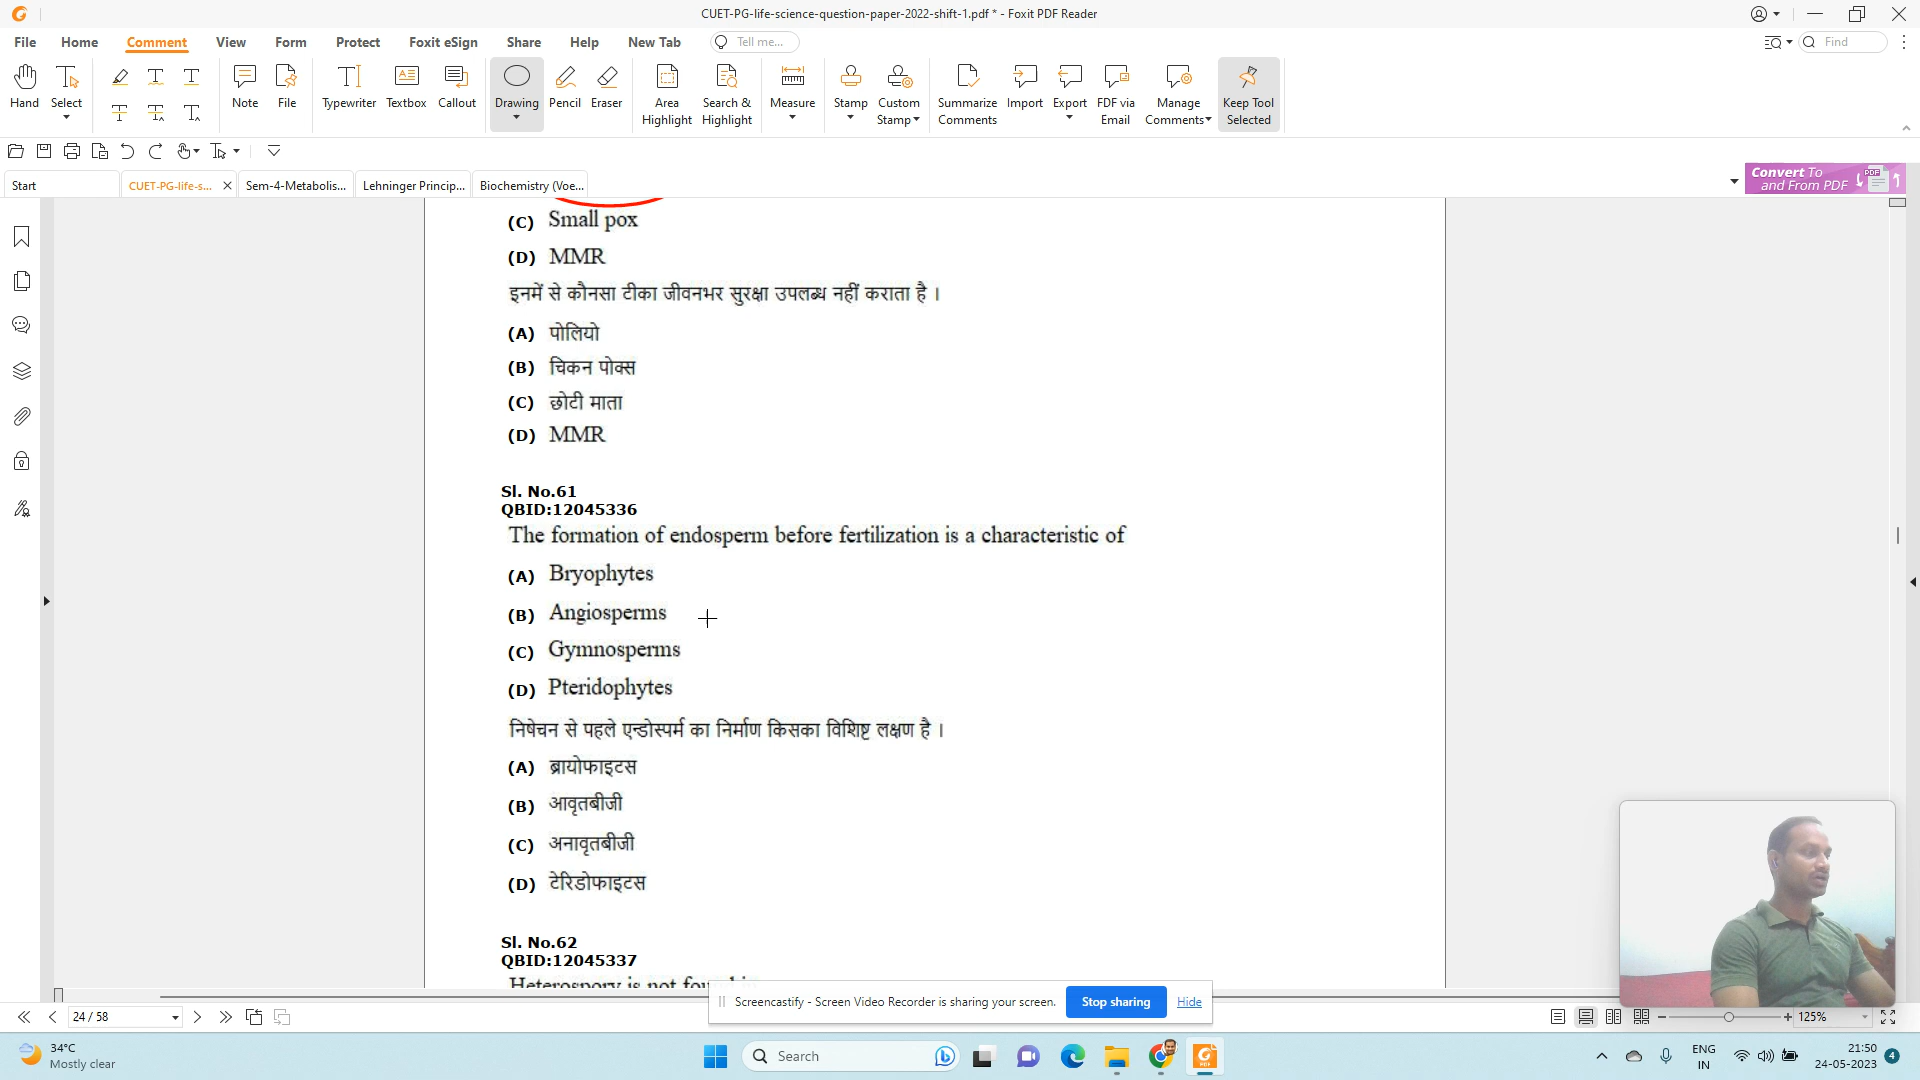 CUET-PG-life-science-question-paper-2022-shift-1.pdf * - Foxit PDF Reader
File Home Comment View Form Protect Foxit eSign Share Help New Tab Tell me... Find
Hand Select Note File Typewriter Textbox Callout Drawing Pencil Eraser Area Highlight Search & Highlight Measure Stamp Custom Stamp Summarize Comments Import Export FDF via Email Manage Comments Keep Tool Selected
Start CUET-PG-life-s... Sem-4-Metabolis... Lehninger Princip... Biochemistry (Voe...
Convert To
and From PDF
PDF
(C) Small pox
(D) MMR
इनमें से कौनसा टीका जीवनभर सुरक्षा उपलब्ध नहीं कराता है ।
(A) पोलियो
(B) चिकन पोक्स
(C) छोटी माता
(D) MMR
Sl. No.61
QBID:12045336
The formation of endosperm before fertilization is a characteristic of
(A) Bryophytes
(B) Angiosperms
(C) Gymnosperms
(D) Pteridophytes
निषेचन से पहले एन्डोस्पर्म का निर्माण किसका विशिष्ट लक्षण है ।
(A) ब्रायोफाइटस
(B) आवृतबीजी
(C) अनावृतबीजी
(D) टेरिडोफाइटस
Sl. No.62
QBID:12045337
Heterospory is not found in
Screencastify - Screen Video Recorder is sharing your screen. Stop sharing Hide
24 / 58 125%
34°C
Mostly clear
Search
ENG
IN
21:50
24-05-2023
4